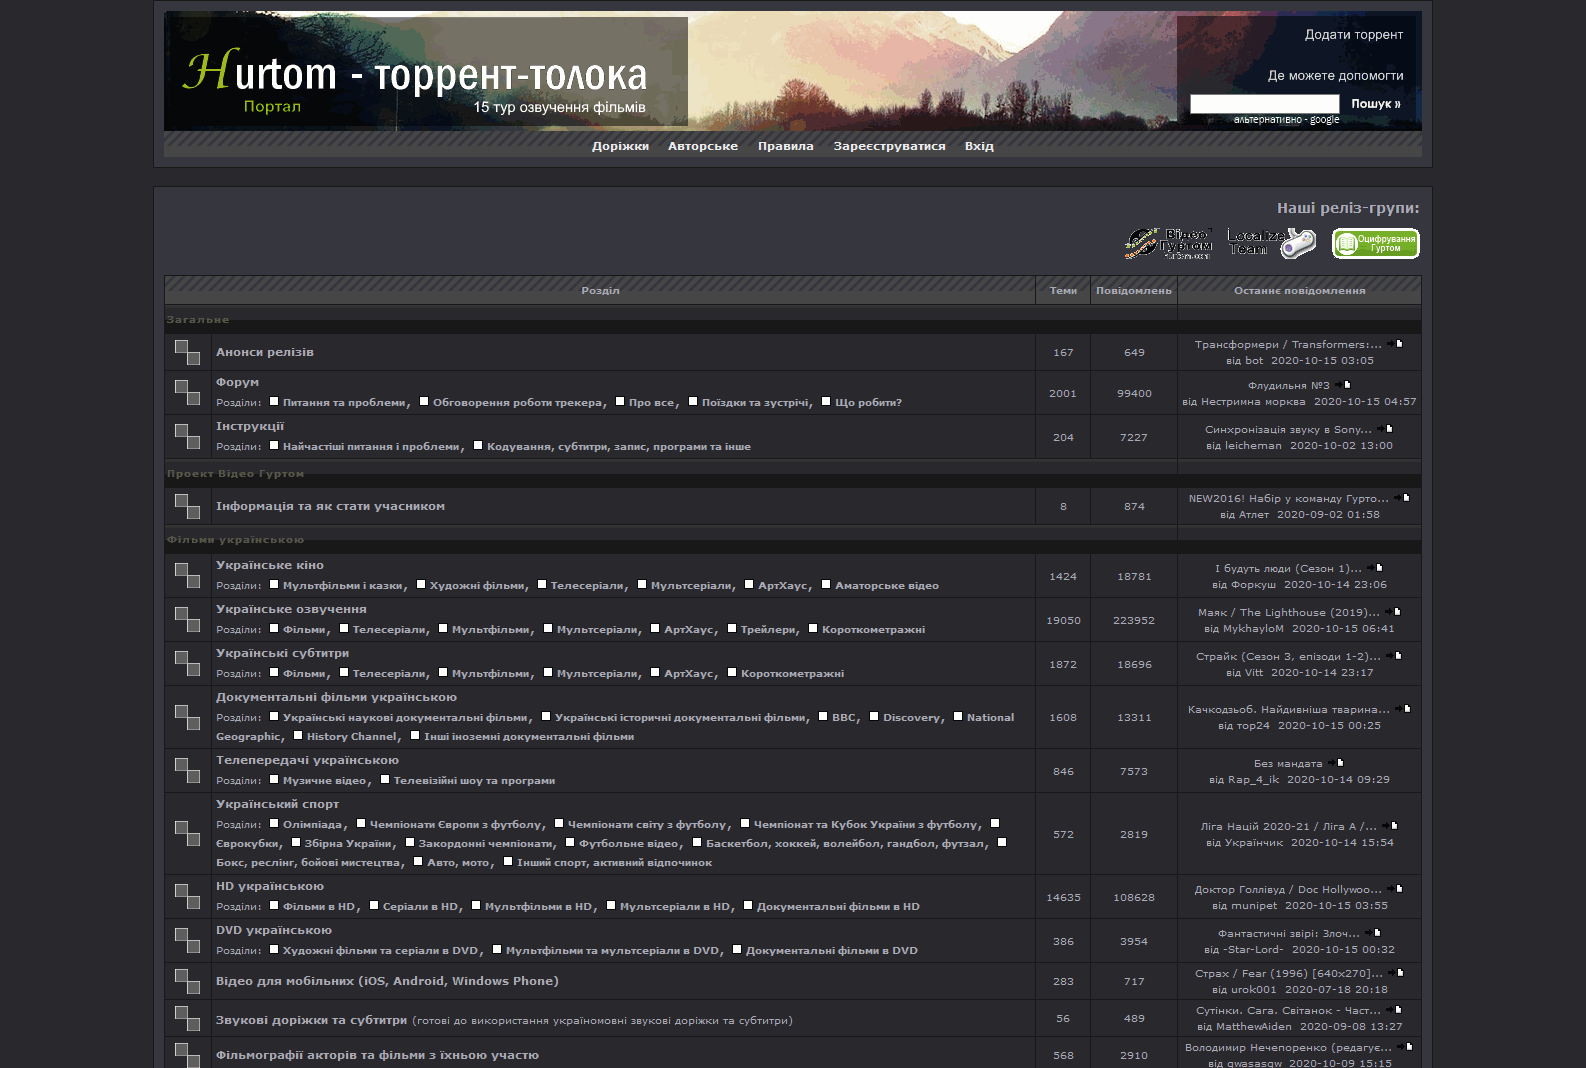 Hurtom - торрент-толока
Портал
15 тур озвучення фільмів
Додати торрент
Де можете допомогти
Пошук »
альтернативно - google
Доріжки Авторське Правила Зареєструватися Вхід
Наші реліз-групи:
Відео Гуртом
Localize Team
Оцифрування Гуртом
Розділ Теми Повідомлень Останнє повідомлення
Загальне
Анонси релізів 167 649 Трансформери / Transformers:...
від bot 2020-10-15 03:05
Форум
Розділи: Питання та проблеми, Обговорення роботи трекера, Про все, Поїздки та зустрічі, Що робити? 2001 99400 Флудильня №3
від Нестримна морква 2020-10-15 04:57
Інструкції
Розділи: Найчастіші питання і проблеми, Кодування, субтитри, запис, програми та інше 204 7227 Синхронізація звуку в Sony...
від leicheman 2020-10-02 13:00
Проект Відео Гуртом
Інформація та як стати учасником 8 874 NEW2016! Набір у команду Гурто...
від Атлет 2020-09-02 01:58
Фільми українською
Українське кіно
Розділи: Мультфільми і казки, Художні фільми, Телесеріали, Мультсеріали, АртХаус, Аматорське відео 1424 18781 І будуть люди (Сезон 1)...
від Форкуш 2020-10-14 23:06
Українське озвучення
Розділи: Фільми, Телесеріали, Мультфільми, Мультсеріали, АртХаус, Трейлери, Короткометражні 19050 223952 Маяк / The Lighthouse (2019)...
від MykhayloM 2020-10-15 06:41
Українські субтитри
Розділи: Фільми, Телесеріали, Мультфільми, Мультсеріали, АртХаус, Короткометражні 1872 18696 Страйк (Сезон 3, епізоди 1-2)...
від Vitt 2020-10-14 23:17
Документальні фільми українською
Розділи: Українські наукові документальні фільми, Українські історичні документальні фільми, BBC, Discovery, National
Geographic, History Channel, Інші іноземні документальні фільми 1608 13311 Качкодзьоб. Найдивніша тварина...
від тор24 2020-10-15 00:25
Телепередачі українською
Розділи: Музичне відео, Телевізійні шоу та програми 846 7573 Без мандата
від Rap_4_ik 2020-10-14 09:29
Український спорт
Розділи: Олімпіада, Чемпіонати Європи з футболу, Чемпіонати світу з футболу, Чемпіонат та Кубок України з футболу,
Єврокубки, Збірна України, Закордонні чемпіонати, Футбольне відео, Баскетбол, хоккей, волейбол, гандбол, футзал,
Бокс, реслінг, бойові мистецтва, Авто, мото, Інший спорт, активний відпочинок 572 2819 Ліга Націй 2020-21 / Ліга А /...
від Українчик 2020-10-14 15:54
HD українською
Розділи: Фільми в HD, Серіали в HD, Мультфільми в HD, Мультсеріали в HD, Документальні фільми в HD 14635 108628 Доктор Голлівуд / Doc Hollywoo...
від munipet 2020-10-15 03:55
DVD українською
Розділи: Художні фільми та серіали в DVD, Мультфільми та мультсеріали в DVD, Документальні фільми в DVD 386 3954 Фантастичні звірі: Злоч...
від -Star-Lord- 2020-10-15 00:32
Відео для мобільних (iOS, Android, Windows Phone) 283 717 Страх / Fear (1996) [640x270]...
від urok001 2020-07-18 20:18
Звукові доріжки та субтитри (готові до використання україномовні звукові доріжки та субтитри) 56 489 Сутінки. Сага. Світанок - Част...
від MatthewAiden 2020-09-08 13:27
Фільмографії акторів та фільми з їхньою участю 568 2910 Володимир Нечепоренко (редагує...
від qwasasqw 2020-10-09 15:15